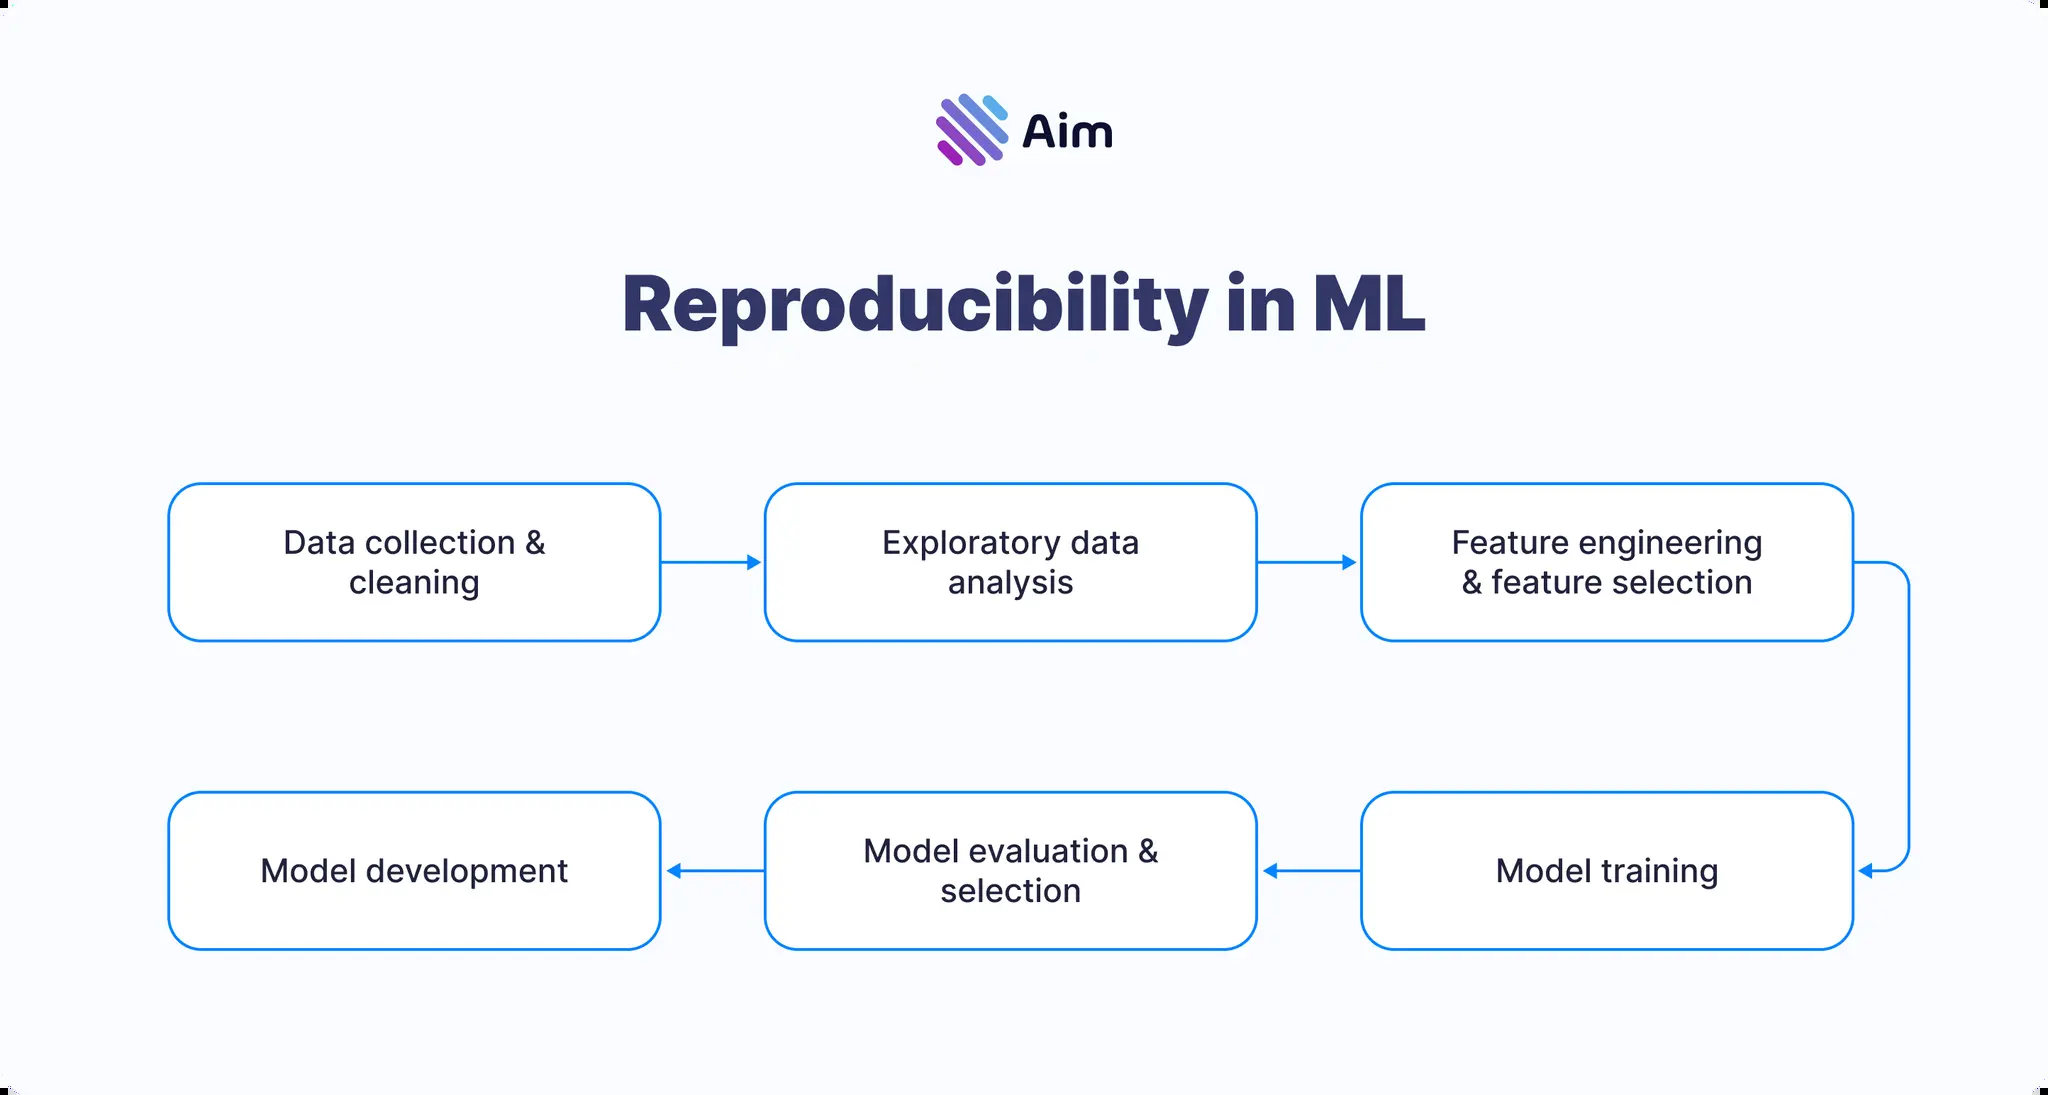 Aim
Reproducibility in ML
Data collection &
cleaning
Exploratory data
analysis
Feature engineering
& feature selection
Model development
Model evaluation &
selection
Model training